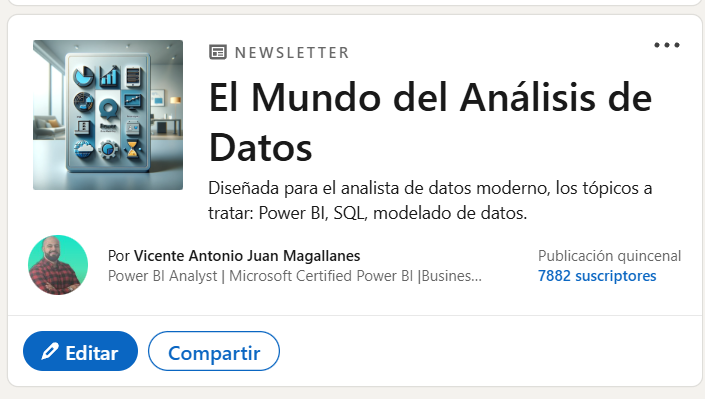 NEWSLETTER
El Mundo del Análisis de
Datos
Diseñada para el analista de datos moderno, los tópicos a
tratar: Power BI, SQL, modelado de datos.
Por Vicente Antonio Juan Magallanes
Power BI Analyst | Microsoft Certified Power BI |Busines...
Publicación quincenal
7882 suscriptores
Editar
Compartir